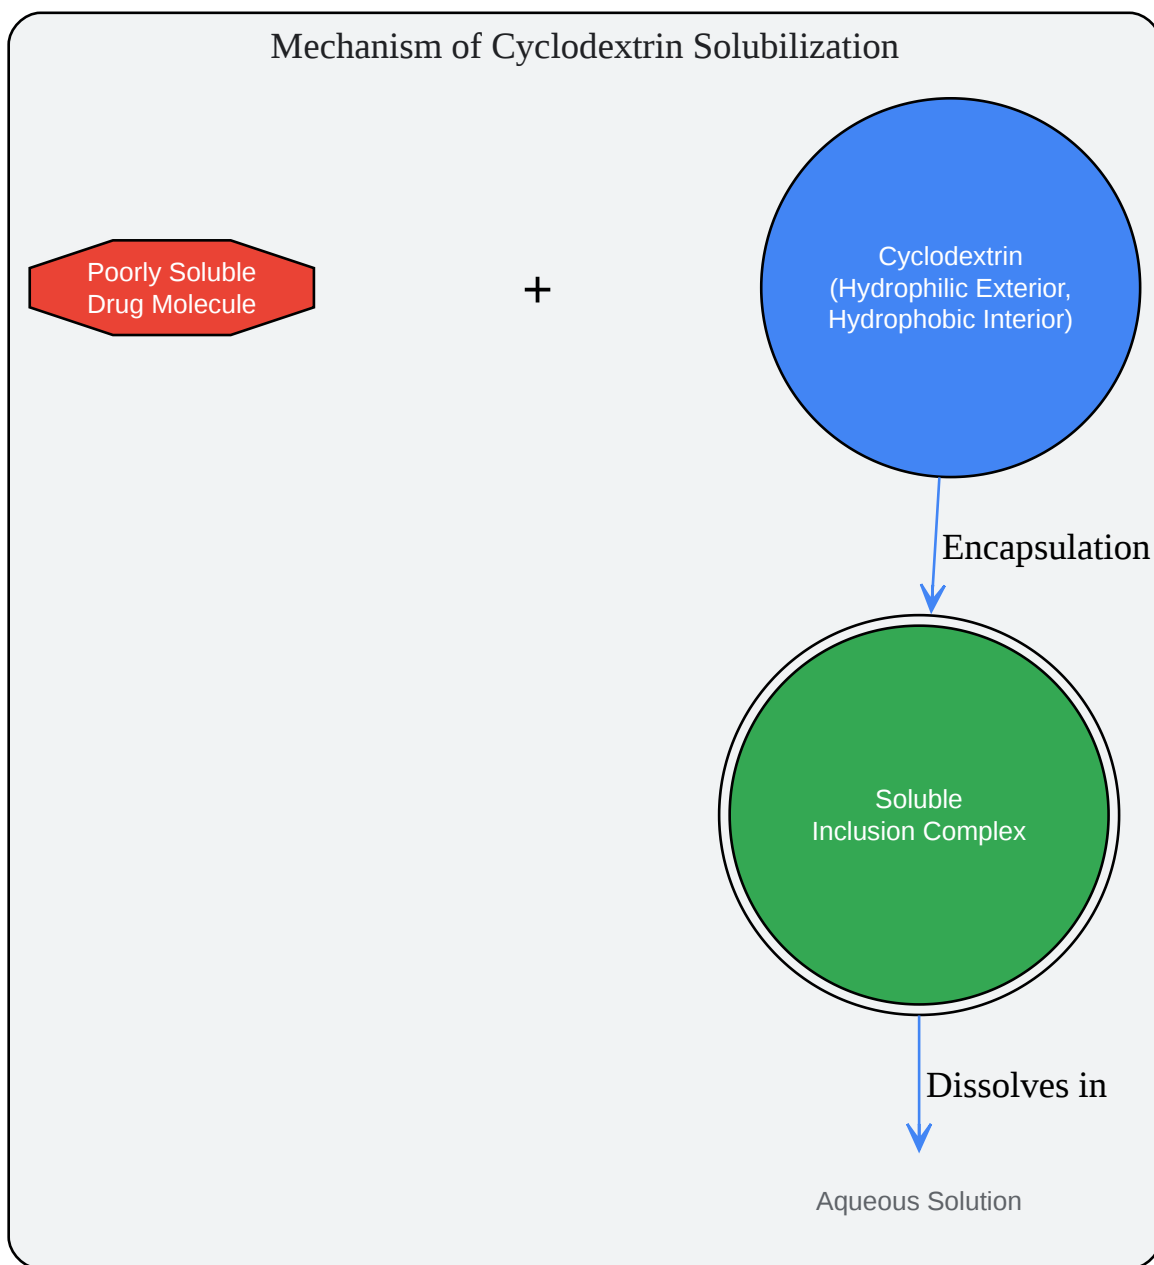 Mechanism of Cyclodextrin Solubilization
Poorly Soluble
Drug Molecule
+
Cyclodextrin
(Hydrophilic Exterior,
Hydrophobic Interior)
Encapsulation
Soluble
Inclusion Complex
Dissolves in
Aqueous Solution